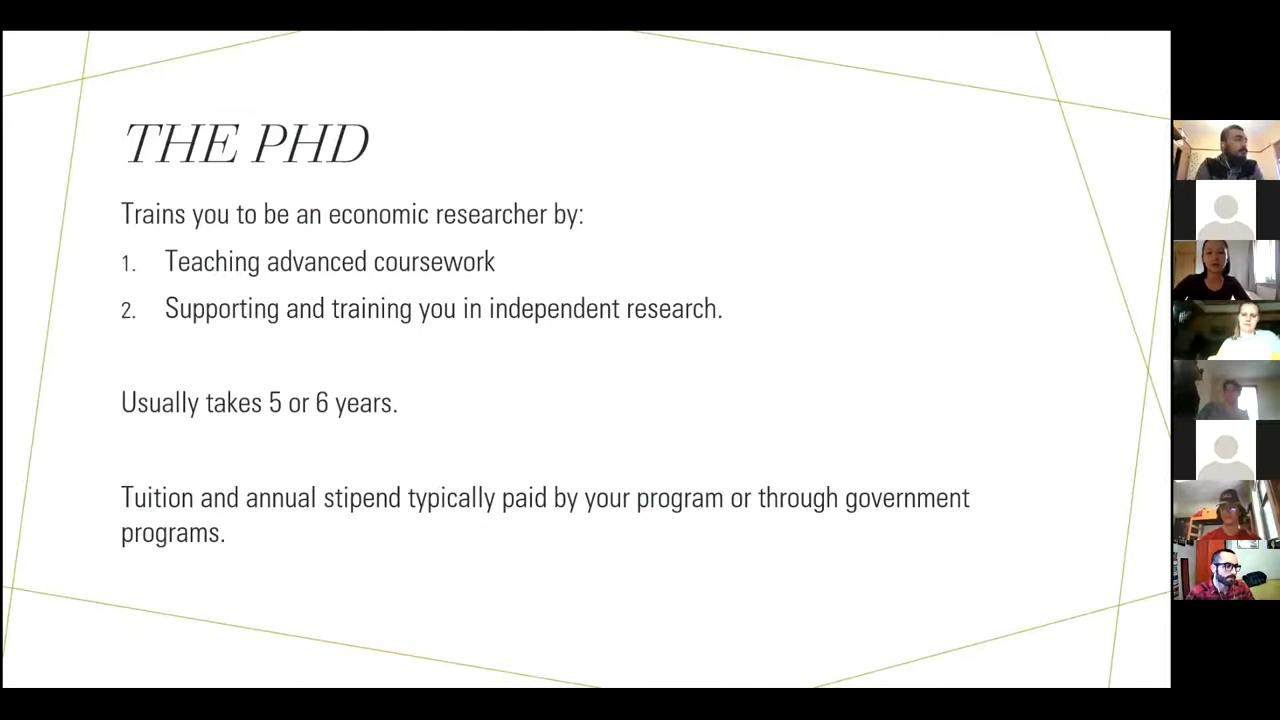 THE PHD
Trains you to be an economic researcher by:
1. Teaching advanced coursework
2. Supporting and training you in independent research.
Usually takes 5 or 6 years.
Tuition and annual stipend typically paid by your program or through government
programs.